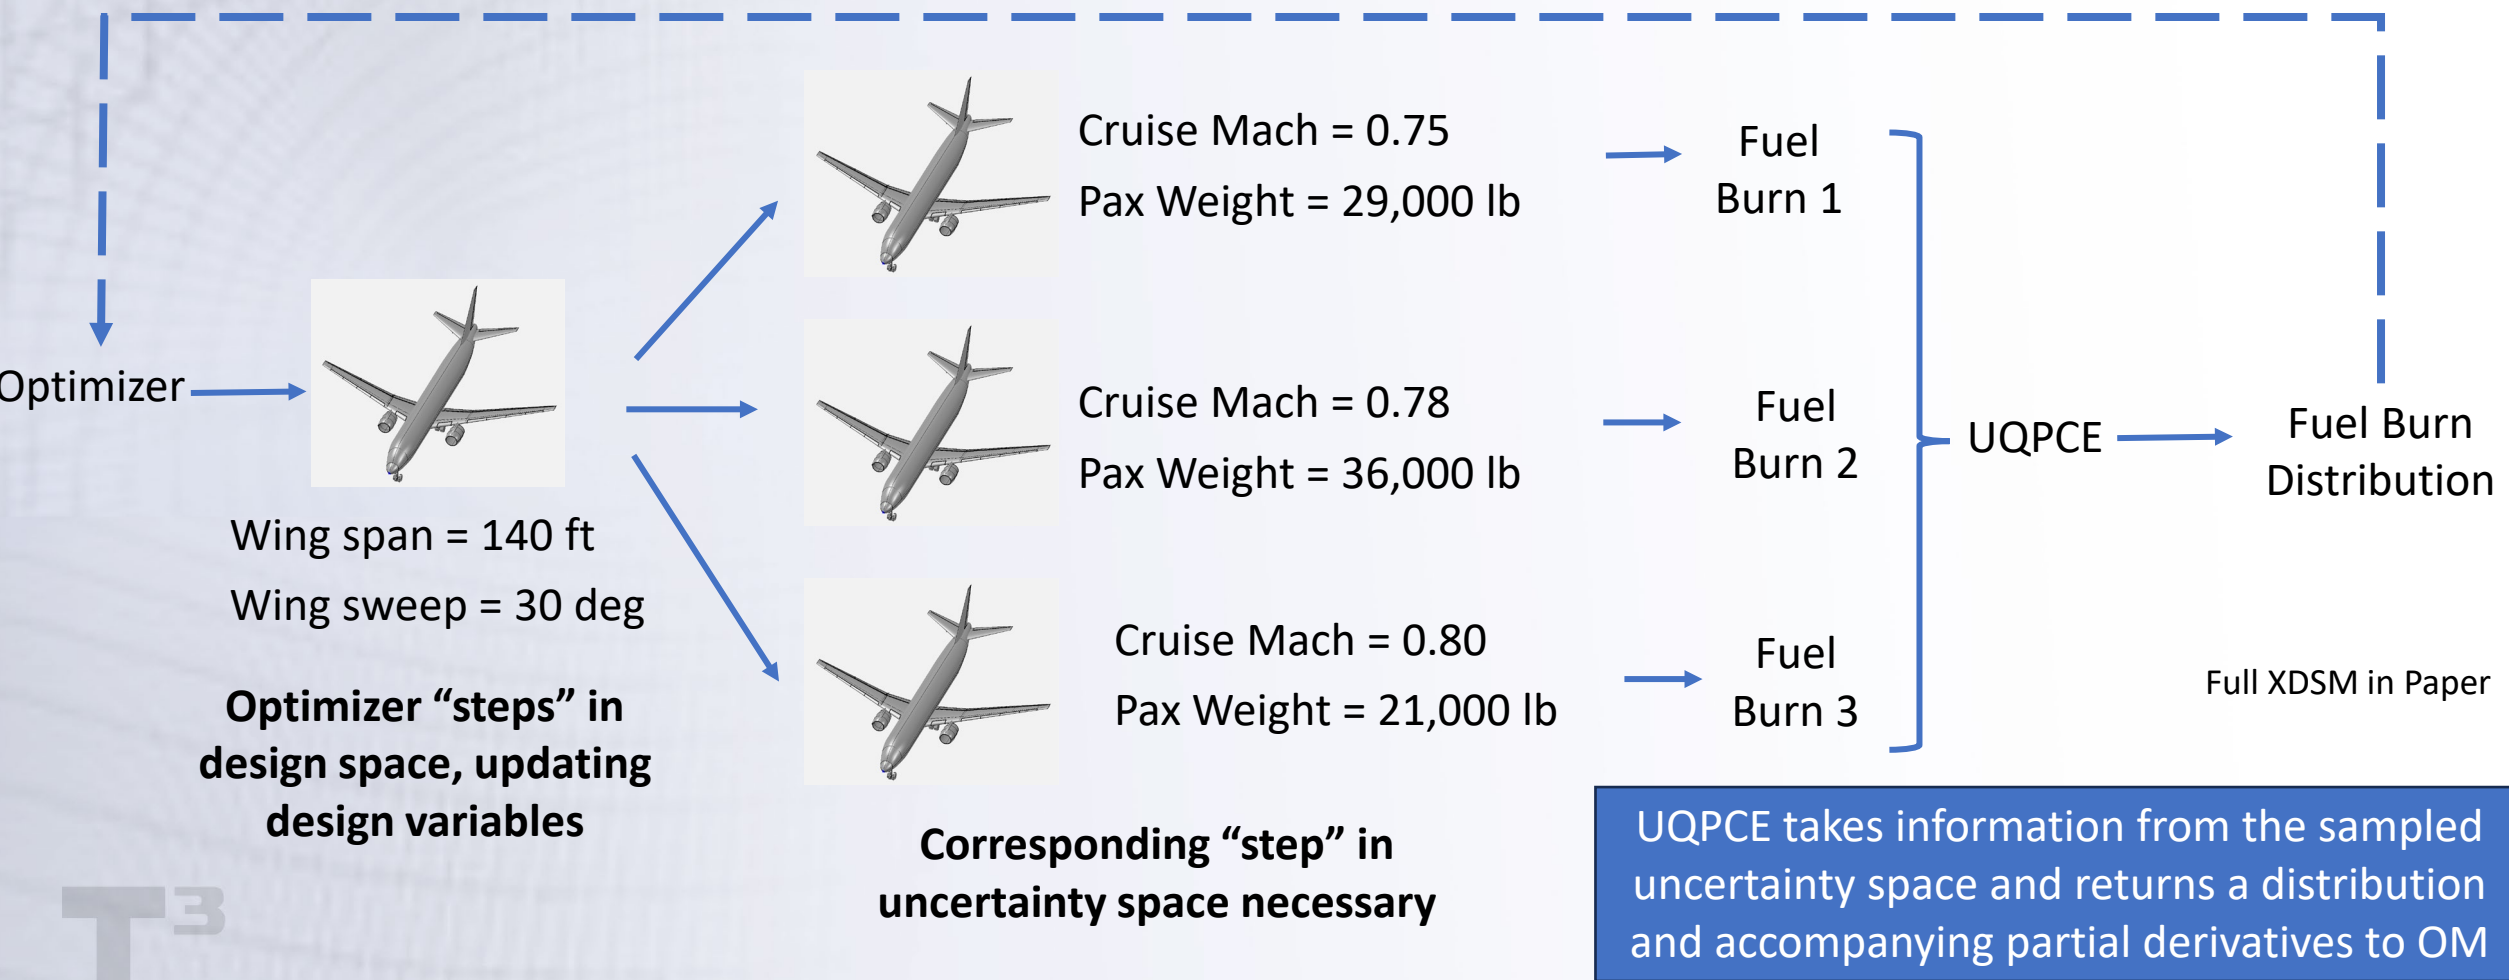 Optimizer
Wing span = 140 ft
Wing sweep = 30 deg
Optimizer “steps” in
design space, updating
design variables
Cruise Mach = 0.75
Pax Weight = 29,000 lb
Cruise Mach = 0.78
Pax Weight = 36,000 lb
Cruise Mach = 0.80
Pax Weight = 21,000 lb
Corresponding “step” in
uncertainty space necessary
Fuel
Burn 1
Fuel
Burn 2
Fuel
Burn 3
UQPCE
Fuel Burn
Distribution
Full XDSM in Paper
UQPCE takes information from the sampled
uncertainty space and returns a distribution
and accompanying partial derivatives to OM
T3